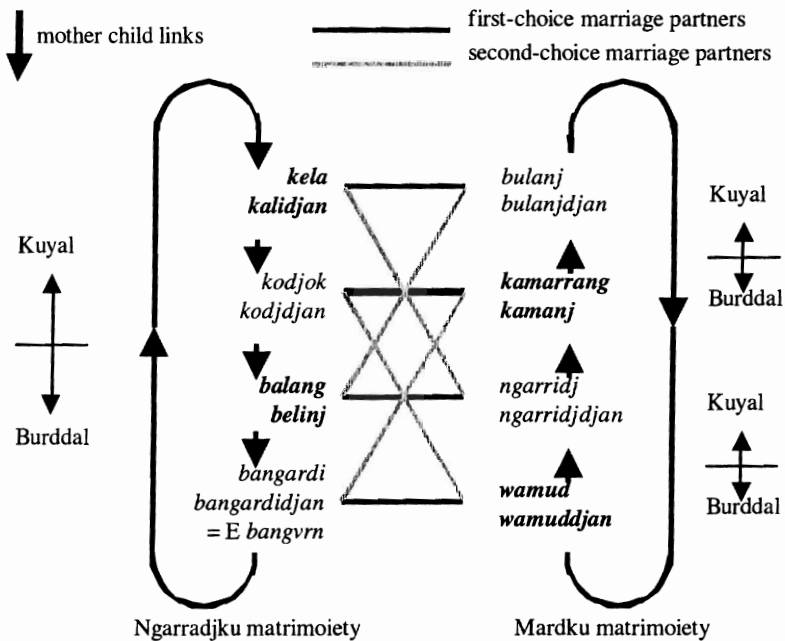 mother child links
first-choice marriage partners
second-choice marriage partners
Kuyal
Burddal
kela
kalidjan
kodjok
kodjdjan
balang
belinj
bangardi
bangardidjan
= E bangvrn
bulanj
bulanjdjan
kamarrang
kamanj
ngarridj
ngarridjdjan
wamud
wamuddjan
Kuyal
Burddal
Kuyal
Burddal
Ngarradjku matrimoiety
Mardku matrimoiety